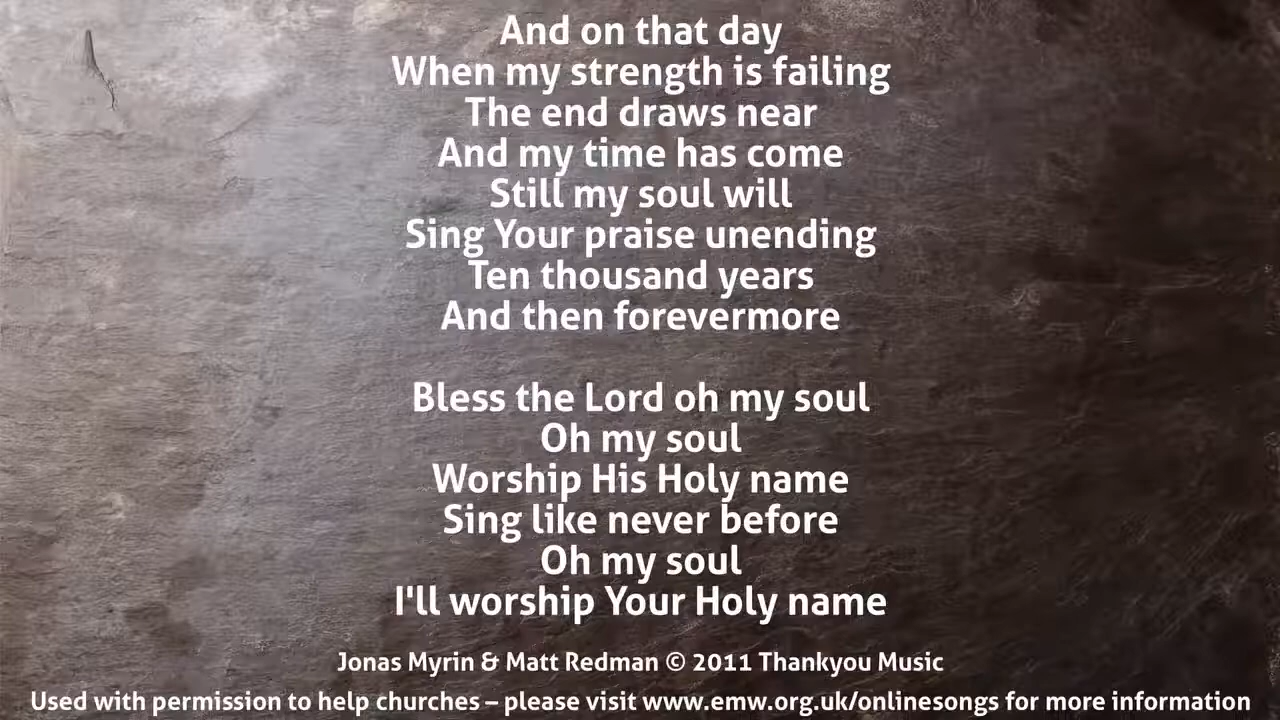 And on that day
When my strength is failing
The end draws near
And my time has come
Still my soul will
Sing Your praise unending
Ten thousand years
And then forevermore

Bless the Lord oh my soul
Oh my soul
Worship His Holy name
Sing like never before
Oh my soul
I'll worship Your Holy name
Jonas Myrin & Matt Redman © 2011 Thankyou Music
Used with permission to help churches – please visit www.emw.org.uk/onlinesongs for more information